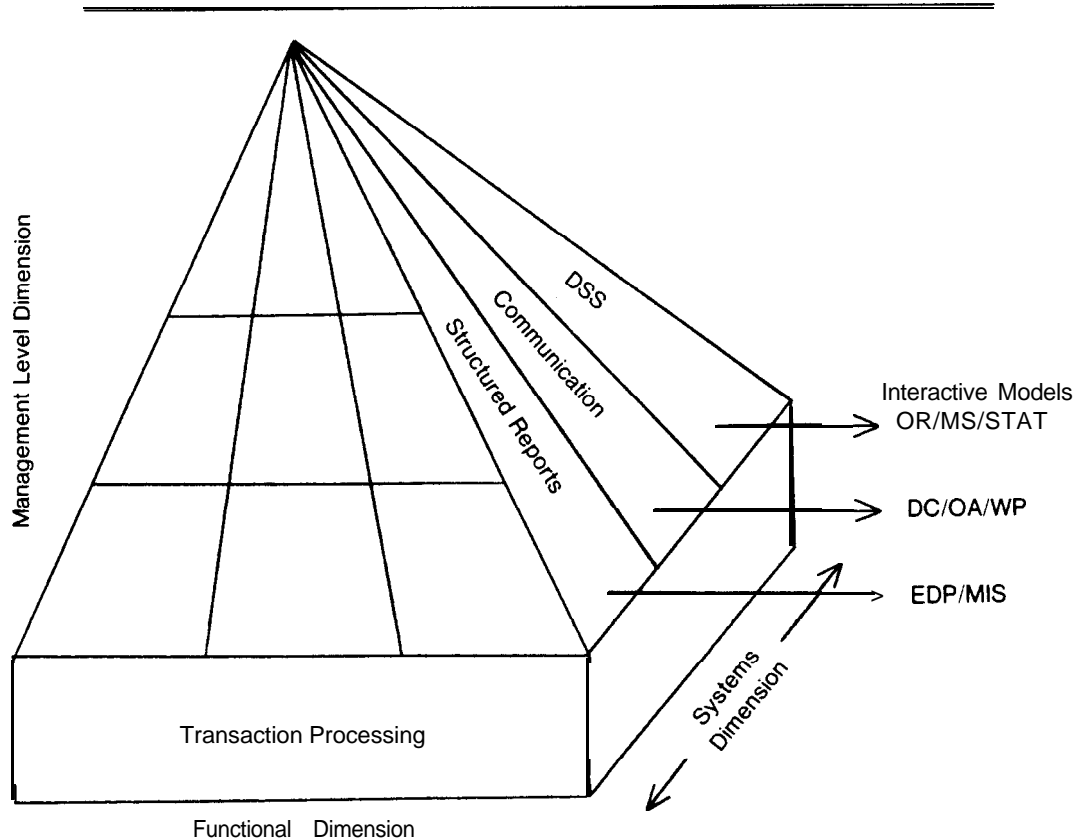 Management Level Dimension
DSS
Communication
Structured Reports
Interactive Models
OR/MS/STAT
DC/OA/WP
EDP/MIS
Systems
Dimension
Transaction Processing
Functional Dimension